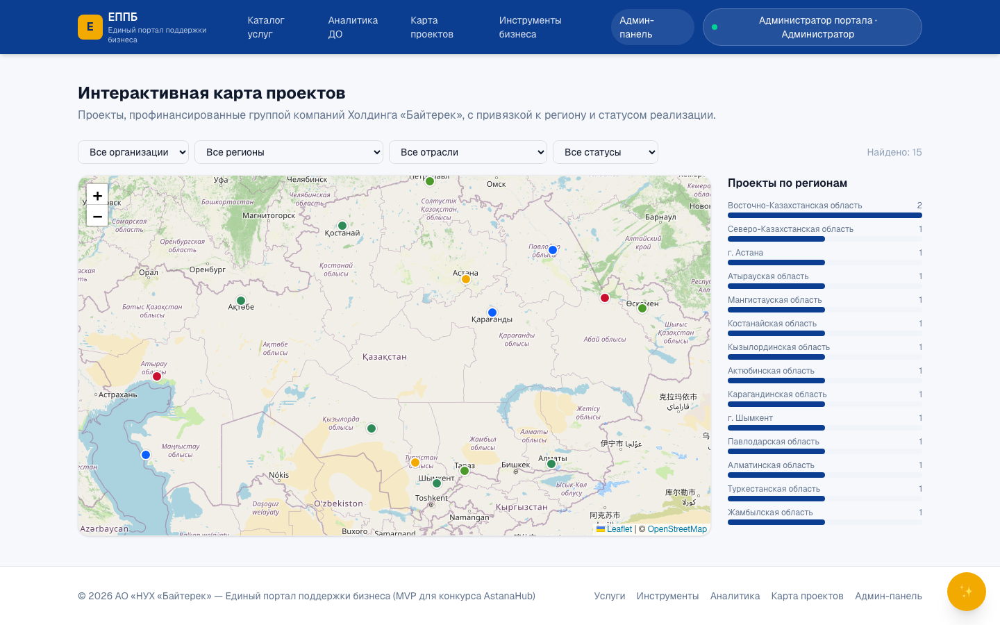 E
ЕППБ
Единый портал поддержки
бизнеса
Каталог
услуг
Аналитика
ДО
Карта
проектов
Инструменты
бизнеса
Админ-
панель
Администратор портала ·
Администратор
Интерактивная карта проектов
Проекты, профинансированные группой компаний Холдинга «Байтерек», с привязкой к региону и статусом реализации.
Все организации
Все регионы
Все отрасли
Все статусы
Найдено: 15
+
−
Уфа
Челябинск
Омск
Башкортостан
Челябинская
область
Магнитогорск
Самарская
область
Солтүстік
Қазақстан
облысы
Барнаул
Қостанай
Оренбургская
область
Алтайский
край
Қостанай
облысы
Орал
Оренбург
Астана
Ақтөбе
Батыс Қазақстан
облысы
Қарағанды
Қарағанды
облысы
Абай облысы
Шығыс
Қазақстан
облысы
Ақтөбе
облысы
Қазақстан
Атырау
Астрахань
克拉玛依市
قاراماي
Қызылорда
облысы
Жетісу
облысы
Маңғыстау
облысы
Жамбыл
облысы
Алматы
облысы
伊宁市
Алматы
Тараз
Бишкек
Nókis
Шымкент
Toshkent
Ысык-Көл
облусу
库尔勒市
كورلا
Daşoguz
welaýaty
Oʻzbekiston
Кыргызстан
阿克苏市
Namangan
Azərbaycan
Buxoro
Leaflet | © OpenStreetMap
Проекты по регионам
Восточно-Казахстанская область 2
Северо-Казахстанская область 1
г. Астана 1
Атырауская область 1
Мангистауская область 1
Костанайская область 1
Кызылординская область 1
Актюбинская область 1
Карагандинская область 1
г. Шымкент 1
Павлодарская область 1
Алматинская область 1
Туркестанская область 1
Жамбылская область 1
© 2026 АО «НУХ «Байтерек» — Единый портал поддержки бизнеса (MVP для конкурса AstanaHub)
Услуги
Инструменты
Аналитика
Карта проектов
Админ-панель